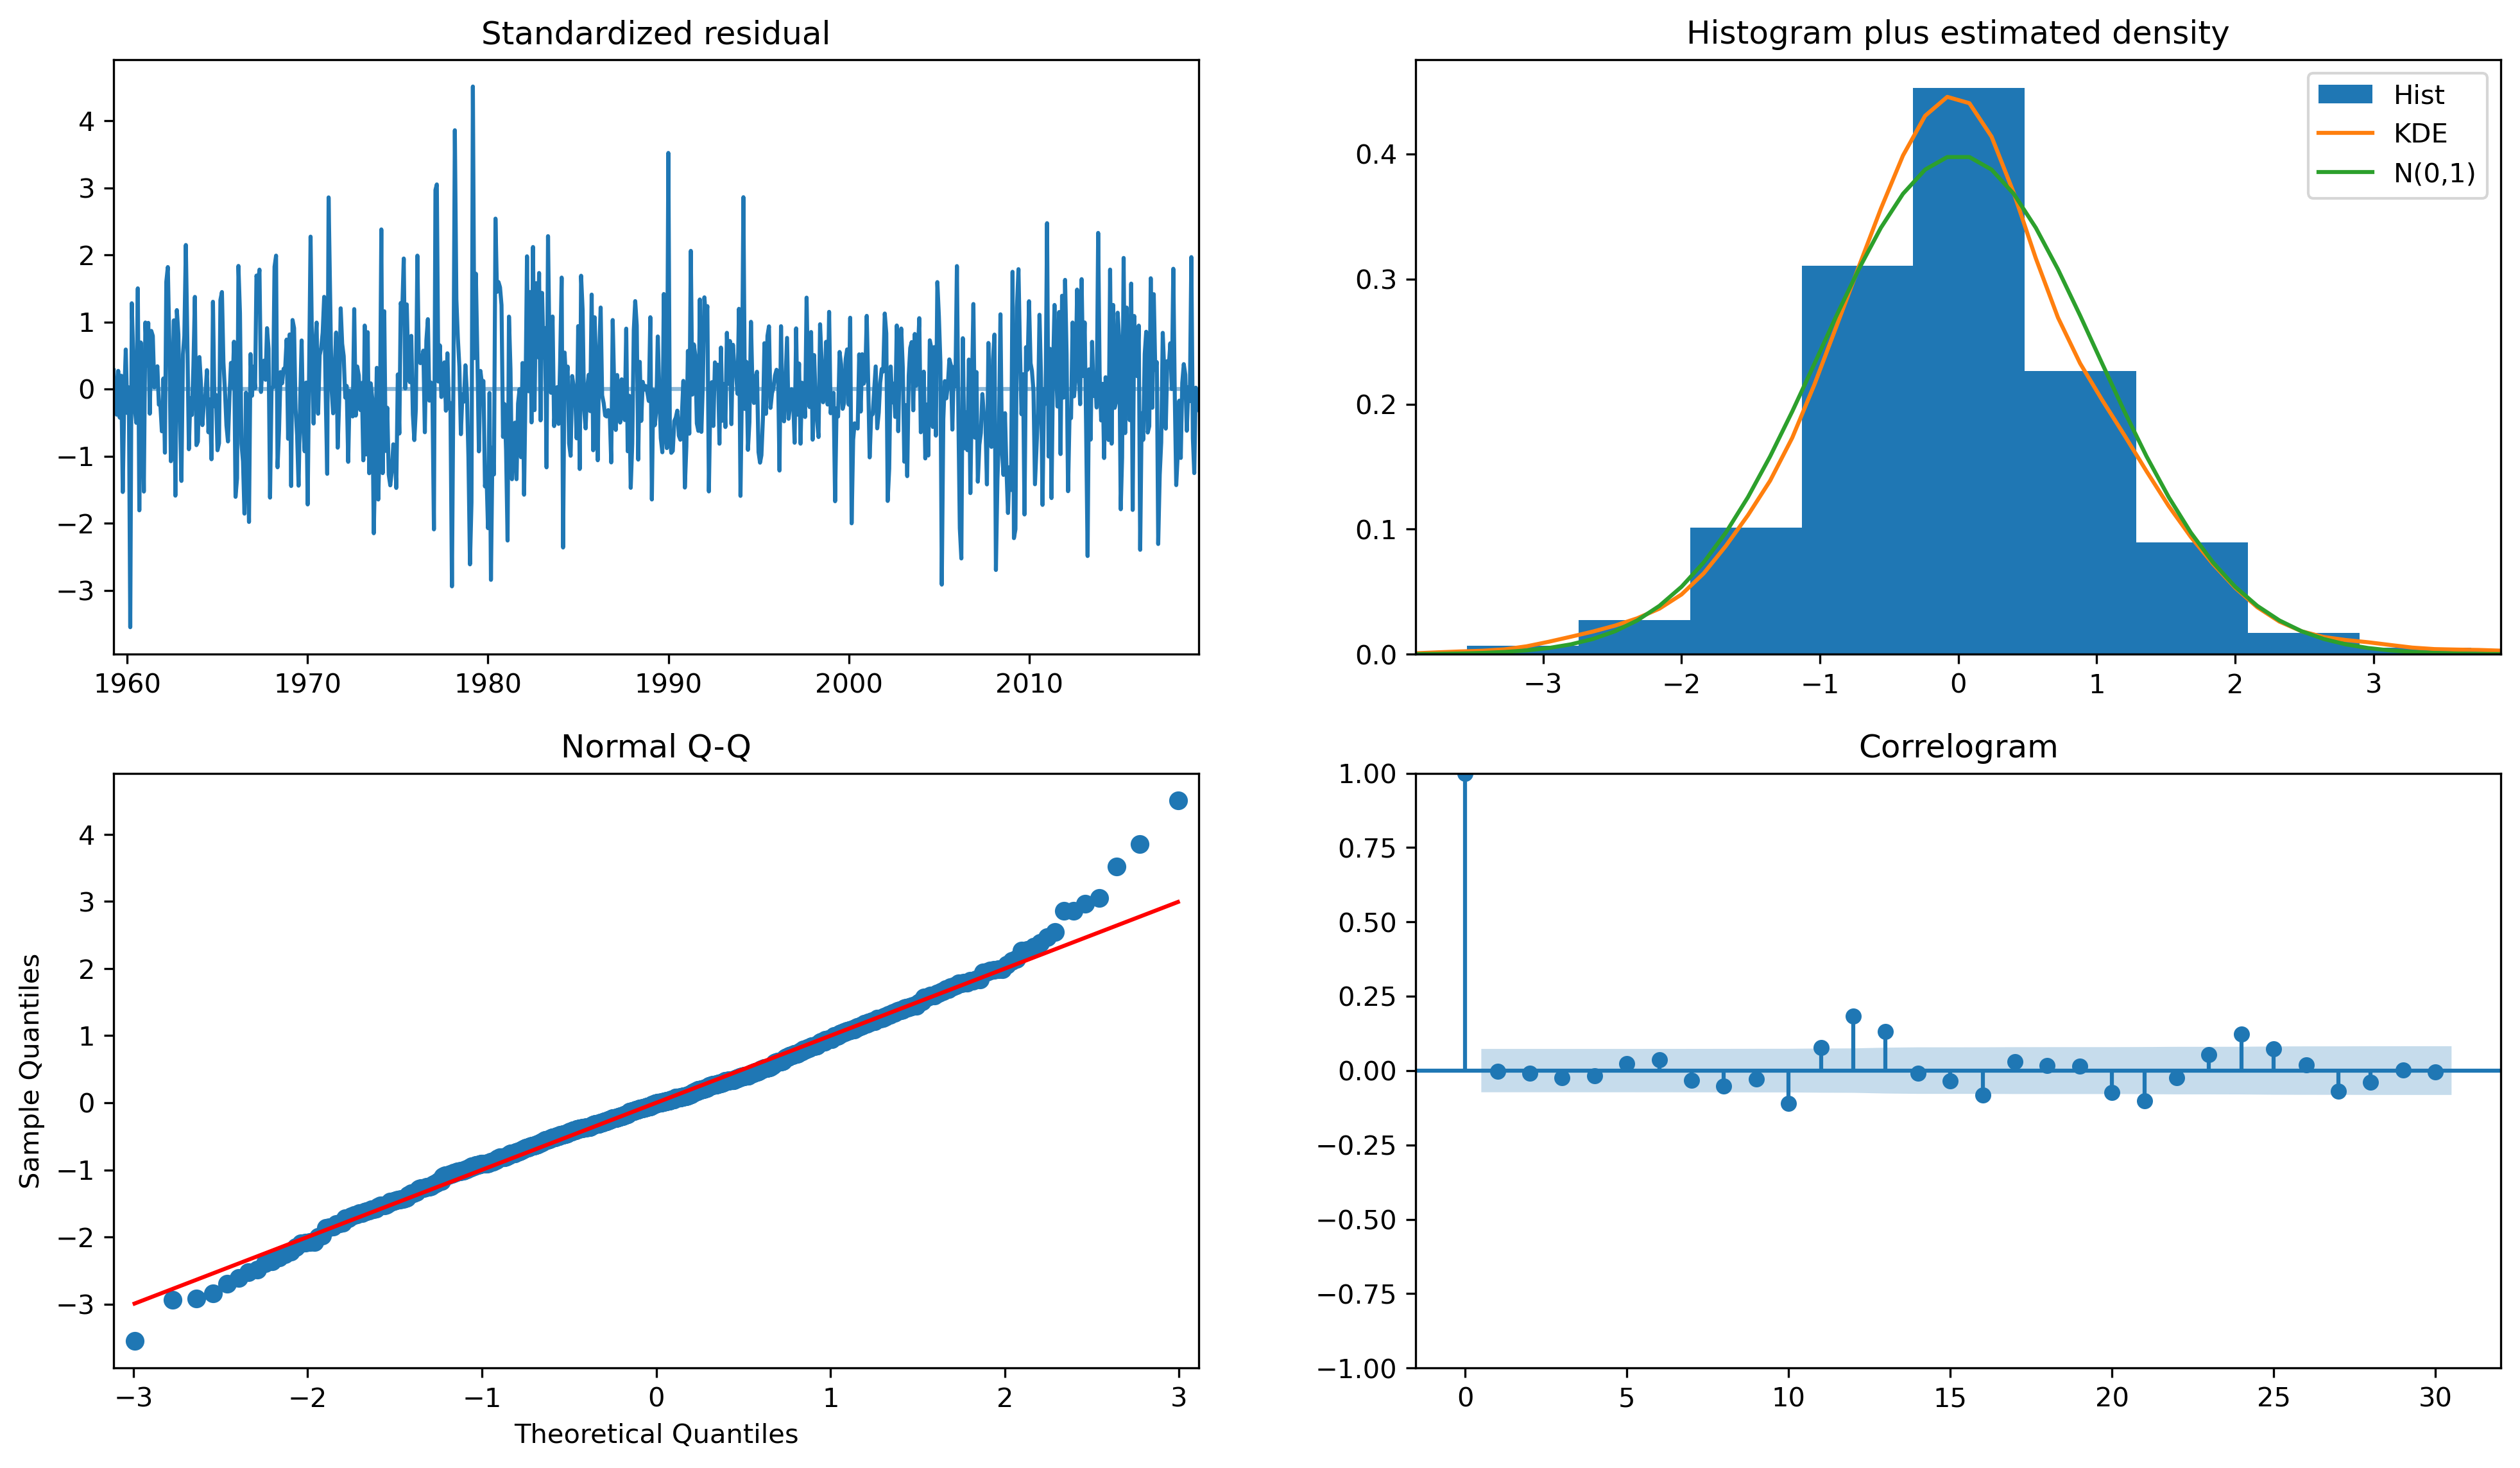 Standardized residual
4
3
2
1
0
−1
−2
−3
1960 1970 1980 1990 2000 2010
Histogram plus estimated density
Hist
KDE
N(0,1)
0.4
0.3
0.2
0.1
0.0
−3 −2 −1 0 1 2 3
Normal Q-Q
Sample Quantiles
4
3
2
1
0
−1
−2
−3
−3 −2 −1 0 1 2 3
Theoretical Quantiles
Correlogram
1.00
0.75
0.50
0.25
0.00
−0.25
−0.50
−0.75
−1.00
0 5 10 15 20 25 30